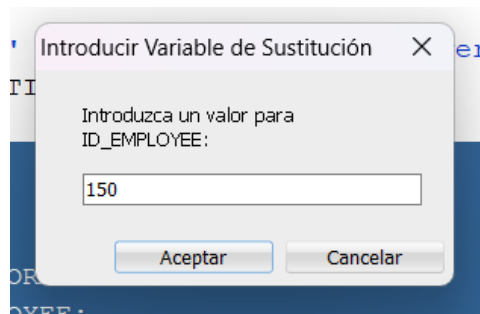 Introducir Variable de Sustitución
Introduzca un valor para
ID_EMPLOYEE:
150
Aceptar
Cancelar